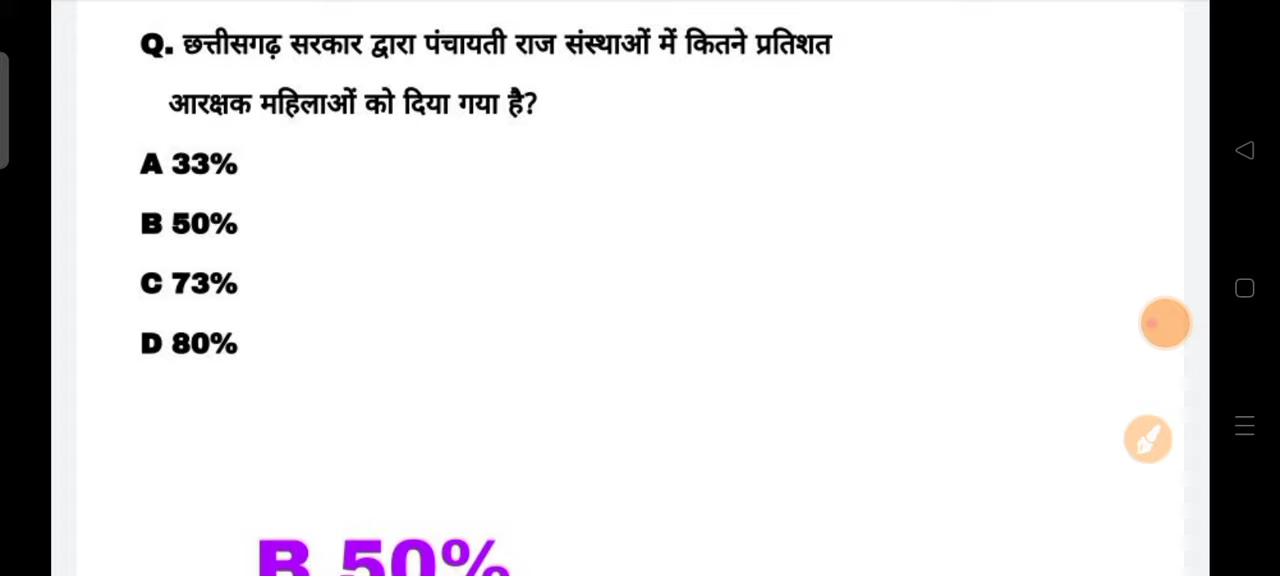 Q. छत्तीसगढ़ सरकार द्वारा पंचायती राज संस्थाओं में कितने प्रतिशत
आरक्षक महिलाओं को दिया गया है?
A 33%
B 50%
C 73%
D 80%
B 50%